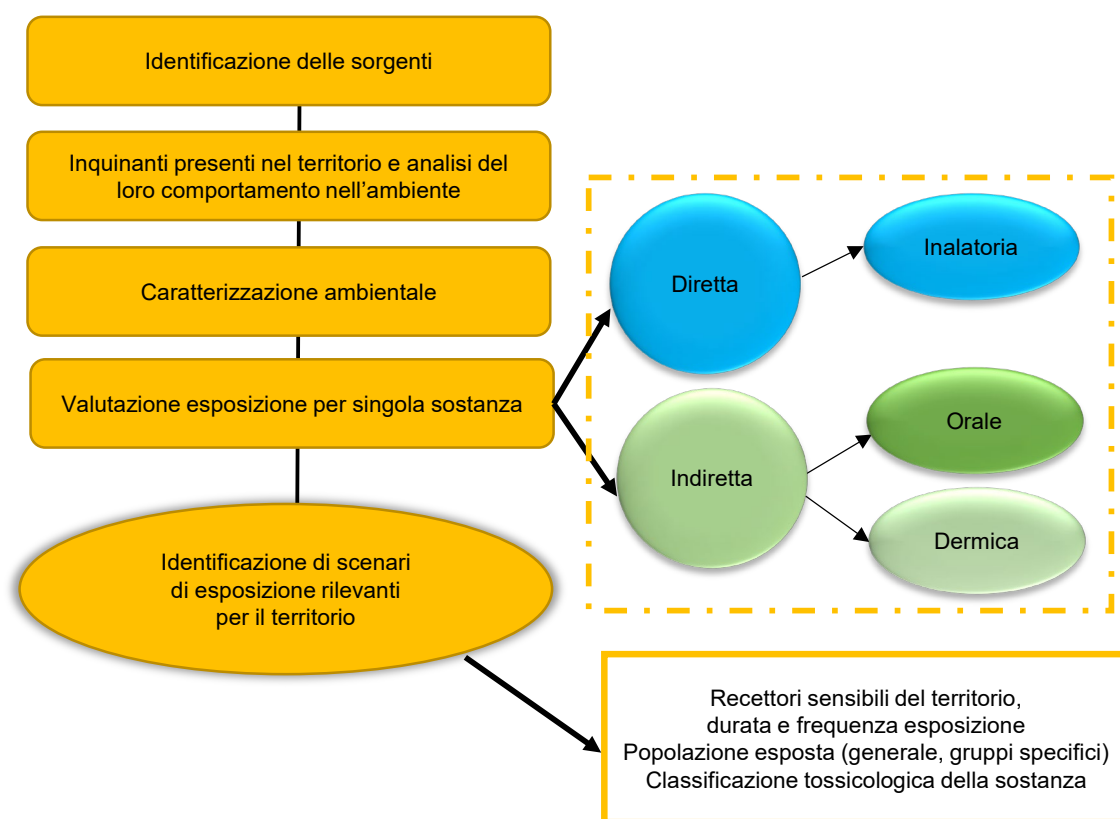 Identificazione delle sorgenti
Inquinanti presenti nel territorio e analisi del
loro comportamento nell'ambiente
Caratterizzazione ambientale
Valutazione esposizione per singola sostanza
Diretta
Inalatoria
Indiretta
Orale
Dermica
Identificazione di scenari
di esposizione rilevanti
per il territorio
Recettori sensibili del territorio,
durata e frequenza esposizione
Popolazione esposta (generale, gruppi specifici)
Classificazione tossicologica della sostanza